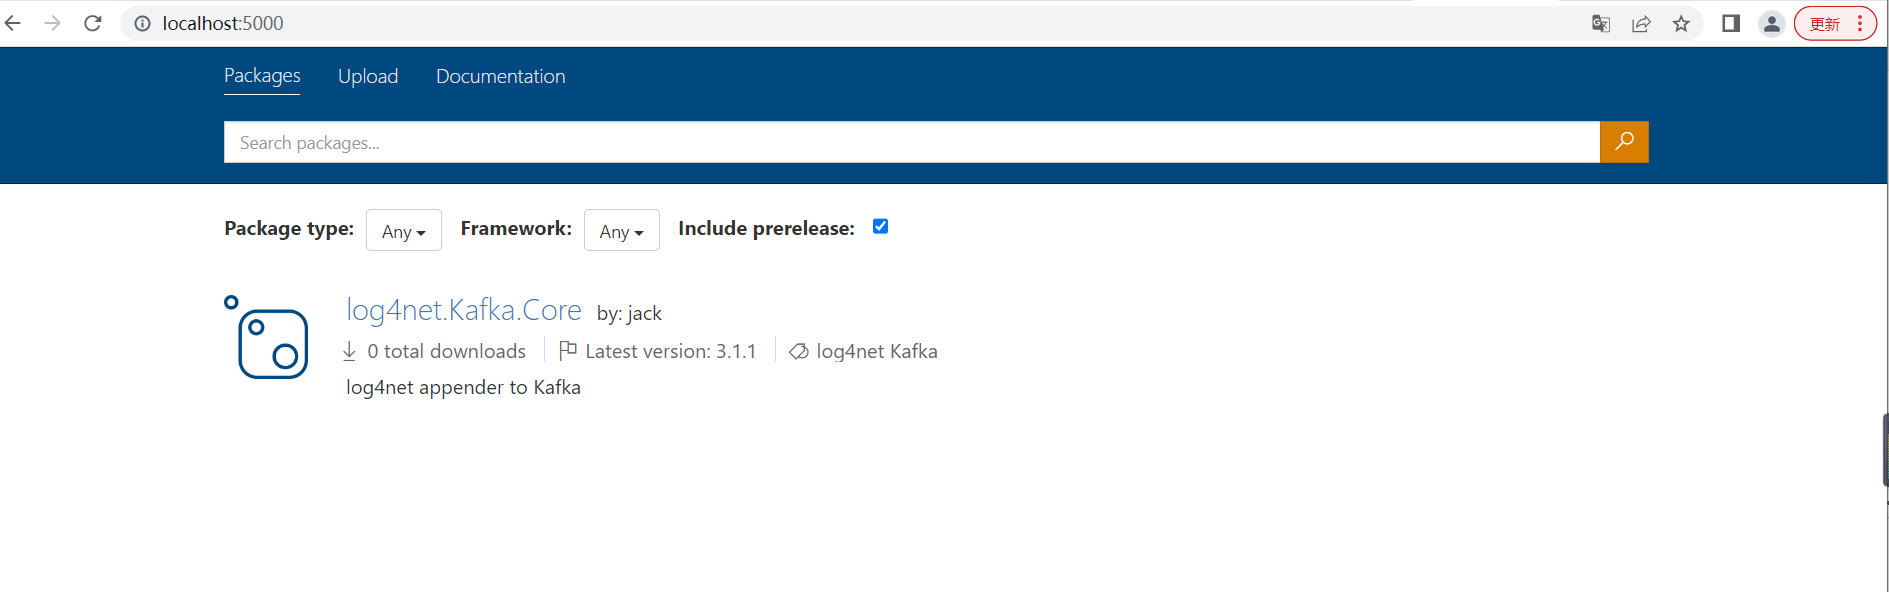 localhost:5000
更新
Packages Upload Documentation
Search packages...
Package type: Any Framework: Any Include prerelease:
log4net.Kafka.Core by: jack
0 total downloads Latest version: 3.1.1 log4net Kafka
log4net appender to Kafka